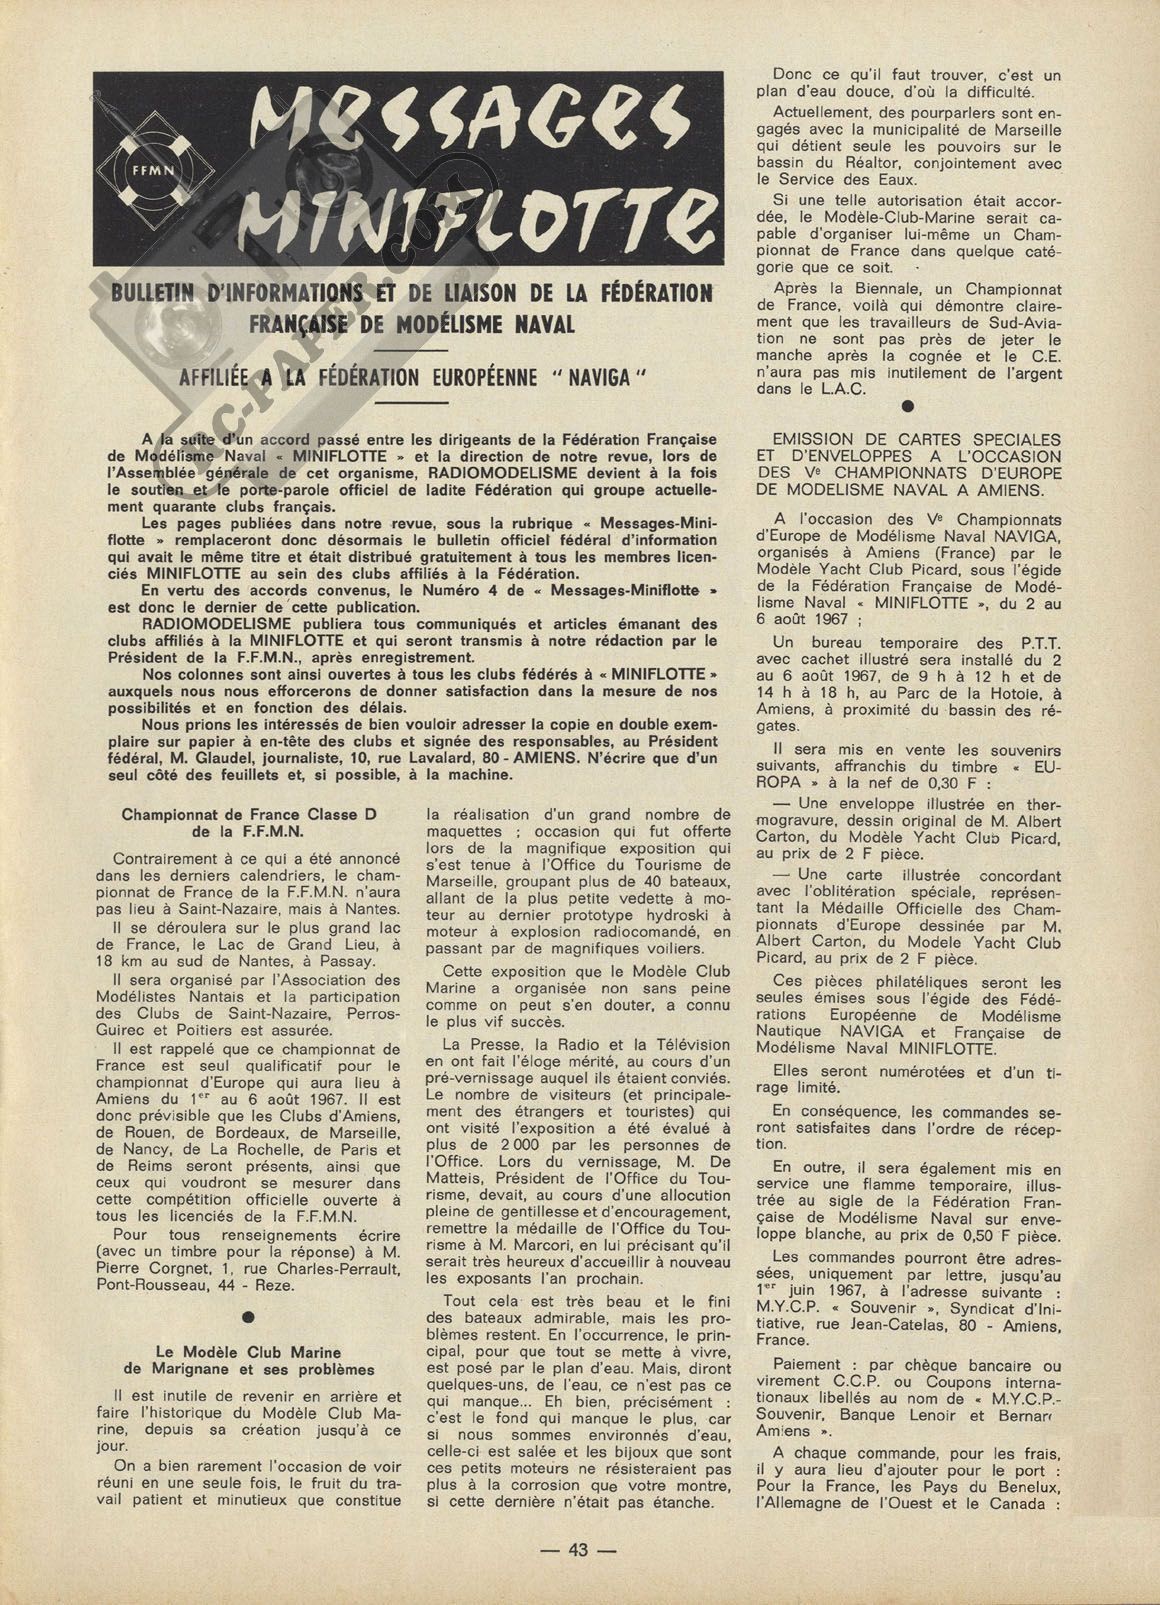 FFMN
Messages
Miniflotte
RC-PAPER.COM
BULLETIN D'INFORMATIONS ET DE LIAISON DE LA FÉDÉRATION
FRANÇAISE DE MODÉLISME NAVAL
AFFILIÉE A LA FÉDÉRATION EUROPÉENNE " NAVIGA "
A la suite d'un accord passé entre les dirigeants de la Fédération Française
de Modélisme Naval « MINIFLOTTE » et la direction de notre revue, lors de
l'Assemblée générale de cet organisme, RADIOMODELISME devient à la fois
le soutien et le porte-parole officiel de ladite Fédération qui groupe actuelle-
ment quarante clubs français.
Les pages publiées dans notre revue, sous la rubrique « Messages-Mini-
flotte » remplaceront donc désormais le bulletin officiel fédéral d'information
qui avait le même titre et était distribué gratuitement à tous les membres licen-
ciés MINIFLOTTE au sein des clubs affiliés à la Fédération.
En vertu des accords convenus, le Numéro 4 de « Messages-Miniflotte »
est donc le dernier de cette publication.
RADIOMODELISME publiera tous communiqués et articles émanant des
clubs affiliés à la MINIFLOTTE et qui seront transmis à notre rédaction par le
Président de la F.F.M.N., après enregistrement.
Nos colonnes sont ainsi ouvertes à tous les clubs fédérés à « MINIFLOTTE »
auxquels nous nous efforcerons de donner satisfaction dans la mesure de nos
possibilités et en fonction des délais.
Nous prions les intéressés de bien vouloir adresser la copie en double exem-
plaire sur papier à en-tête des clubs et signée des responsables, au Président
fédéral, M. Glaudel, journaliste, 10, rue Lavalard, 80 - AMIENS. N'écrire que d'un
seul côté des feuillets et, si possible, à la machine.
Championnat de France Classe D
de la F.F.M.N.
Contrairement à ce qui a été annoncé
dans les derniers calendriers, le cham-
pionnat de France de la F.F.M.N. n'aura
pas lieu à Saint-Nazaire, mais à Nantes.
Il se déroulera sur le plus grand lac
de France, le Lac de Grand Lieu, à
18 km au sud de Nantes, à Passay.
Il sera organisé par l'Association des
Modélistes Nantais et la participation
des Clubs de Saint-Nazaire, Perros-
Guirec et Poitiers est assurée.
Il est rappelé que ce championnat de
France est seul qualificatif pour le
championnat d'Europe qui aura lieu à
Amiens du 1er au 6 août 1967. Il est
donc prévisible que les Clubs d'Amiens,
de Rouen, de Bordeaux, de Marseille,
de Nancy, de La Rochelle, de Paris et
de Reims seront présents, ainsi que
ceux qui voudront se mesurer dans
cette compétition officielle ouverte à
tous les licenciés de la F.F.M.N.
Pour tous renseignements écrire
(avec un timbre pour la réponse) à M.
Pierre Corgnet, 1, rue Charles-Perrault,
Pont-Rousseau, 44 - Reze.
Le Modèle Club Marine
de Marignane et ses problèmes
Il est inutile de revenir en arrière et
faire l'historique du Modèle Club Ma-
rine, depuis sa création jusqu'à ce
jour.
On a bien rarement l'occasion de voir
réuni en une seule fois, le fruit du tra-
vail patient et minutieux que constitue
la réalisation d'un grand nombre de
maquettes ; occasion qui fut offerte
lors de la magnifique exposition qui
s'est tenue à l'Office du Tourisme de
Marseille, groupant plus de 40 bateaux,
allant de la plus petite vedette à mo-
teur au dernier prototype hydroski à
moteur à explosion radiocomandé, en
passant par de magnifiques voiliers.
Cette exposition que le Modèle Club
Marine a organisée non sans peine
comme on peut s'en douter, a connu
le plus vif succès.
La Presse, la Radio et la Télévision
en ont fait l'éloge mérité, au cours d'un
pré-vernissage auquel ils étaient conviés.
Le nombre de visiteurs (et principale-
ment des étrangers et touristes) qui
ont visité l'exposition a été évalué à
plus de 2 000 par les personnes de
l'Office. Lors du vernissage, M. De
Matteis, Président de l'Office du Tou-
risme, devait, au cours d'une allocution
pleine de gentillesse et d'encouragement,
remettre la médaille de l'Office du Tou-
risme à M. Marcori, en lui précisant qu'il
serait très heureux d'accueillir à nouveau
les exposants l'an prochain.
Tout cela est très beau et le fini
des bateaux admirable, mais les pro-
blèmes restent. En l'occurrence, le prin-
cipal, pour que tout se mette à vivre,
est posé par le plan d'eau. Mais, diront
quelques-uns, de l'eau, ce n'est pas ce
qui manque... Eh bien, précisément :
c'est le fond qui manque le plus, car
si nous sommes environnés d'eau,
celle-ci est salée et les bijoux que sont
ces petits moteurs ne résisteraient pas
plus à la corrosion que votre montre,
si cette dernière n'était pas étanche.
Donc ce qu'il faut trouver, c'est un
plan d'eau douce, d'où la difficulté.
Actuellement, des pourparlers sont en-
gagés avec la municipalité de Marseille
qui détient seule les pouvoirs sur le
bassin du Réaltor, conjointement avec
le Service des Eaux.
Si une telle autorisation était accor-
dée, le Modèle-Club-Marine serait ca-
pable d'organiser lui-même un Cham-
pionnat de France dans quelque caté-
gorie que ce soit.
Après la Biennale, un Championnat
de France, voilà qui démontre claire-
ment que les travailleurs de Sud-Avia-
tion ne sont pas près de jeter le
manche après la cognée et le C.E.
n'aura pas mis inutilement de l'argent
dans le L.A.C.
EMISSION DE CARTES SPECIALES
ET D'ENVELOPPES A L'OCCASION
DES Ve CHAMPIONNATS D'EUROPE
DE MODELISME NAVAL A AMIENS.
A l'occasion des Ve Championnats
d'Europe de Modélisme Naval NAVIGA,
organisés à Amiens (France) par le
Modèle Yacht Club Picard, sous l'égide
de la Fédération Française de Modé-
lisme Naval « MINIFLOTTE », du 2 au
6 août 1967 ;
Un bureau temporaire des P.T.T.
avec cachet illustré sera installé du 2
au 6 août 1967, de 9 h à 12 h et de
14 h à 18 h, au Parc de la Hotoie, à
Amiens, à proximité du bassin des ré-
gates.
Il sera mis en vente les souvenirs
suivants, affranchis du timbre « EU-
ROPA » à la nef de 0,30 F :
— Une enveloppe illustrée en ther-
mogravure, dessin original de M. Albert
Carton, du Modèle Yacht Club Picard,
au prix de 2 F pièce.
— Une carte illustrée concordant
avec l'oblitération spéciale, représen-
tant la Médaille Officielle des Cham-
pionnats d'Europe dessinée par M.
Albert Carton, du Modele Yacht Club
Picard, au prix de 2 F pièce.
Ces pièces philatéliques seront les
seules émises sous l'égide des Fédé-
rations Européenne de Modélisme
Nautique NAVIGA et Française de
Modélisme Naval MINIFLOTTE.
Elles seront numérotées et d'un ti-
rage limité.
En conséquence, les commandes se-
ront satisfaites dans l'ordre de récep-
tion.
En outre, il sera également mis en
service une flamme temporaire, illus-
trée au sigle de la Fédération Fran-
çaise de Modélisme Naval sur enve-
loppe blanche, au prix de 0,50 F pièce.
Les commandes pourront être adres-
sées, uniquement par lettre, jusqu'au
1er juin 1967, à l'adresse suivante :
M.Y.C.P. « Souvenir », Syndicat d'Ini-
tiative, rue Jean-Catelas, 80 - Amiens,
France.
Paiement : par chèque bancaire ou
virement C.C.P. ou Coupons interna-
tionaux libellés au nom de « M.Y.C.P.-
Souvenir, Banque Lenoir et Bernar
Amiens ».
A chaque commande, pour les frais,
il y aura lieu d'ajouter pour le port :
Pour la France, les Pays du Benelux,
l'Allemagne de l'Ouest et le Canada :
— 43 —